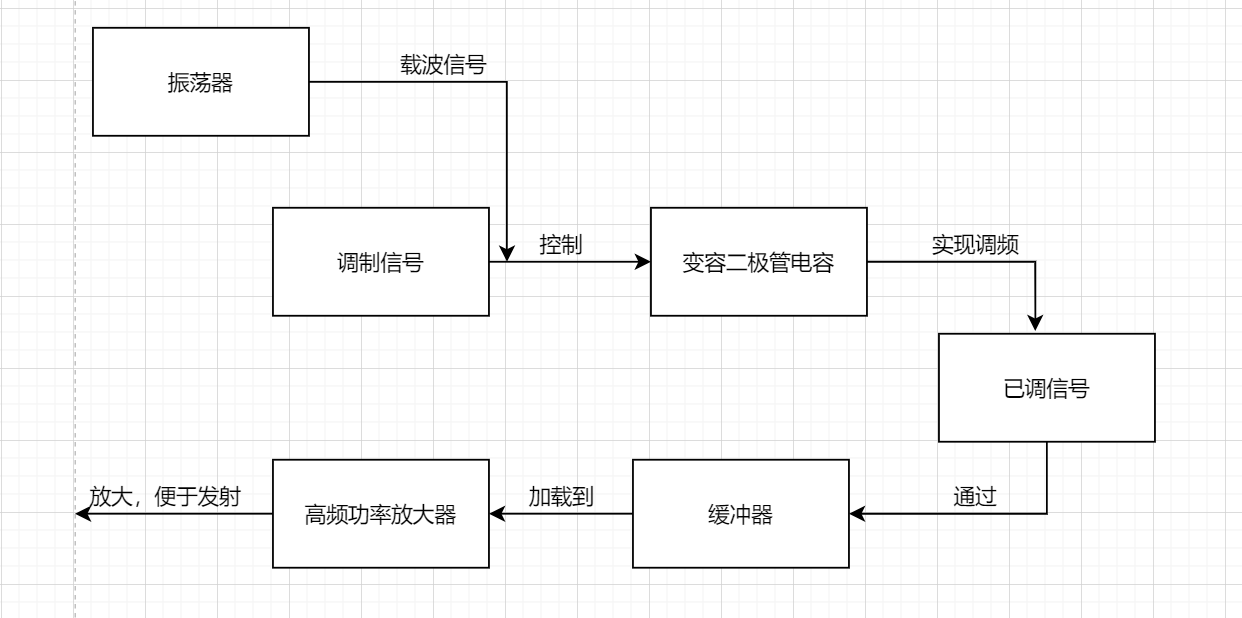 振荡器
载波信号
调制信号
控制
变容二极管电容
实现调频
已调信号
通过
缓冲器
加载到
高频功率放大器
放大，便于发射